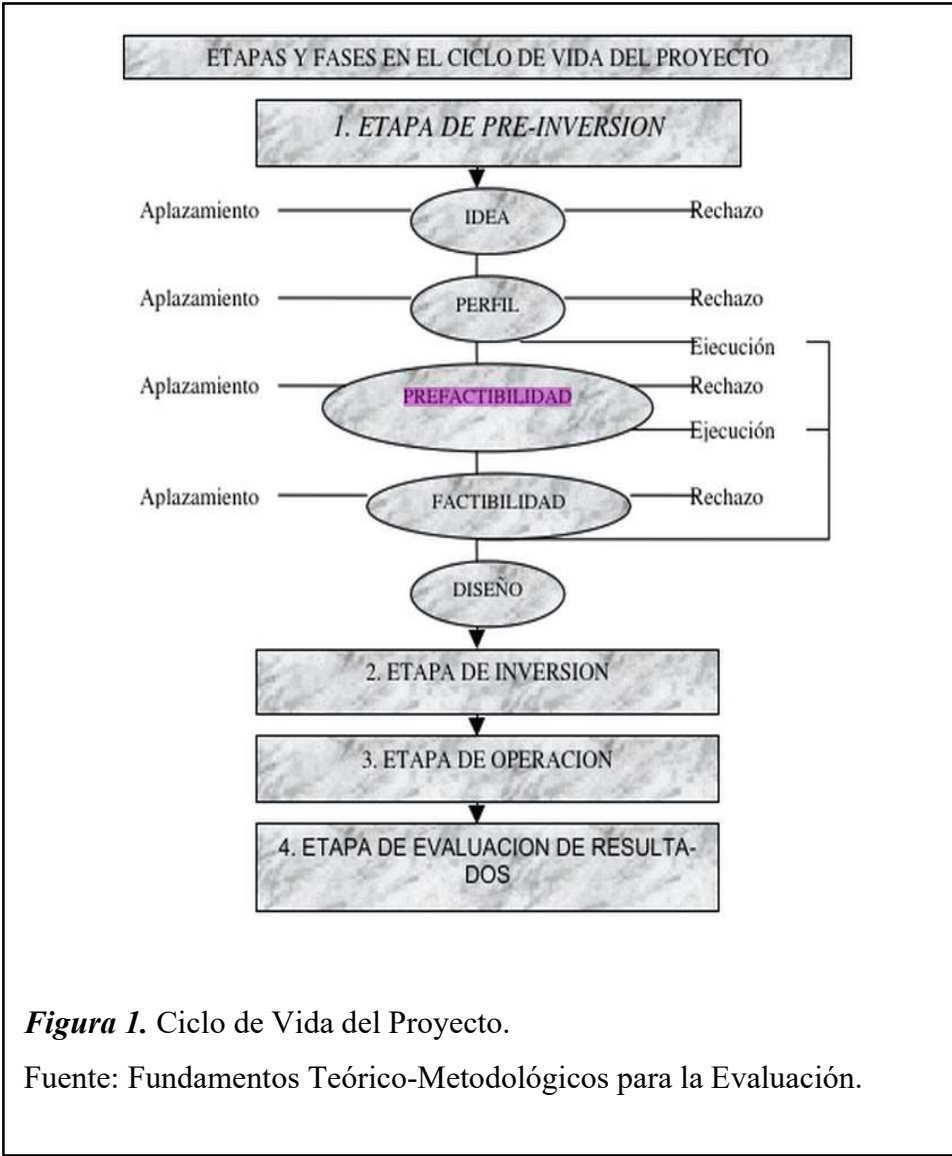 ETAPAS Y FASES EN EL CICLO DE VIDA DEL PROYECTO
1. ETAPA DE PRE-INVERSION
Aplazamiento IDEA Rechazo
Aplazamiento PERFIL Rechazo
Ejecución
Aplazamiento PREFACTIBILIDAD Rechazo
Ejecución
Aplazamiento FACTIBILIDAD Rechazo
DISEÑO
2. ETAPA DE INVERSION
3. ETAPA DE OPERACION
4. ETAPA DE EVALUACION DE RESULTA-
DOS
Figura 1. Ciclo de Vida del Proyecto.
Fuente: Fundamentos Teórico-Metodológicos para la Evaluación.